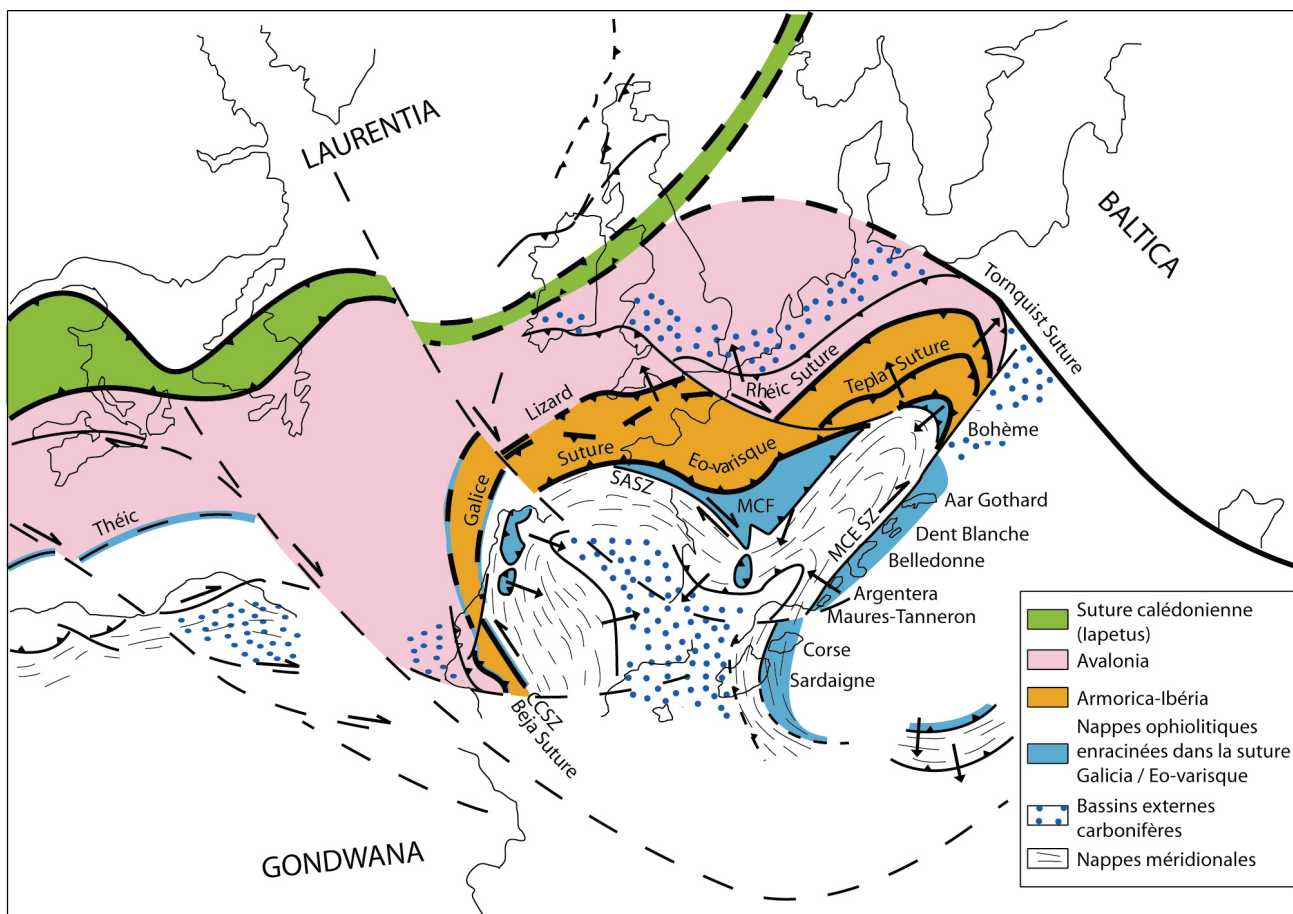 LAURENTIA
BALTICA
Tornquist Suture
Rhéic Suture
Tepla Suture
Lizard
Bohème
Suture
Eo-varisque
SASZ
Galice
MCF
Aar Gothard
MCE SZ
Dent Blanche
Théic
Belledonne
Argentera
Maures-Tanneron
Corse
Sardaigne
CCSZ
Beja Suture
GONDWANA
Suture calédonienne
(Iapetus)
Avalonia
Armorica-Ibéria
Nappes ophiolitiques
enracinées dans la suture
Galicia / Eo-varisque
Bassins externes
carbonifères
Nappes méridionales